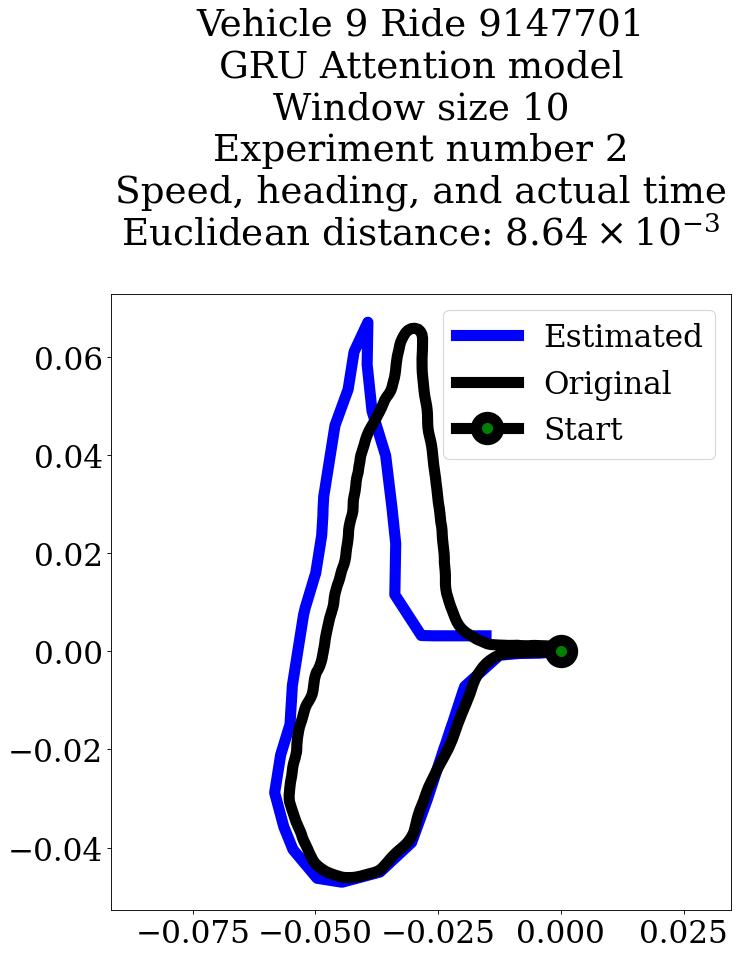 Vehicle 9 Ride 9147701
GRU Attention model
Window size 10
Experiment number 2
Speed, heading, and actual time
Euclidean distance: 8.64 × 10⁻³
Estimated
Original
Start
0.06
0.04
0.02
0.00
−0.02
−0.04
−0.075 −0.050 −0.025 0.000 0.025